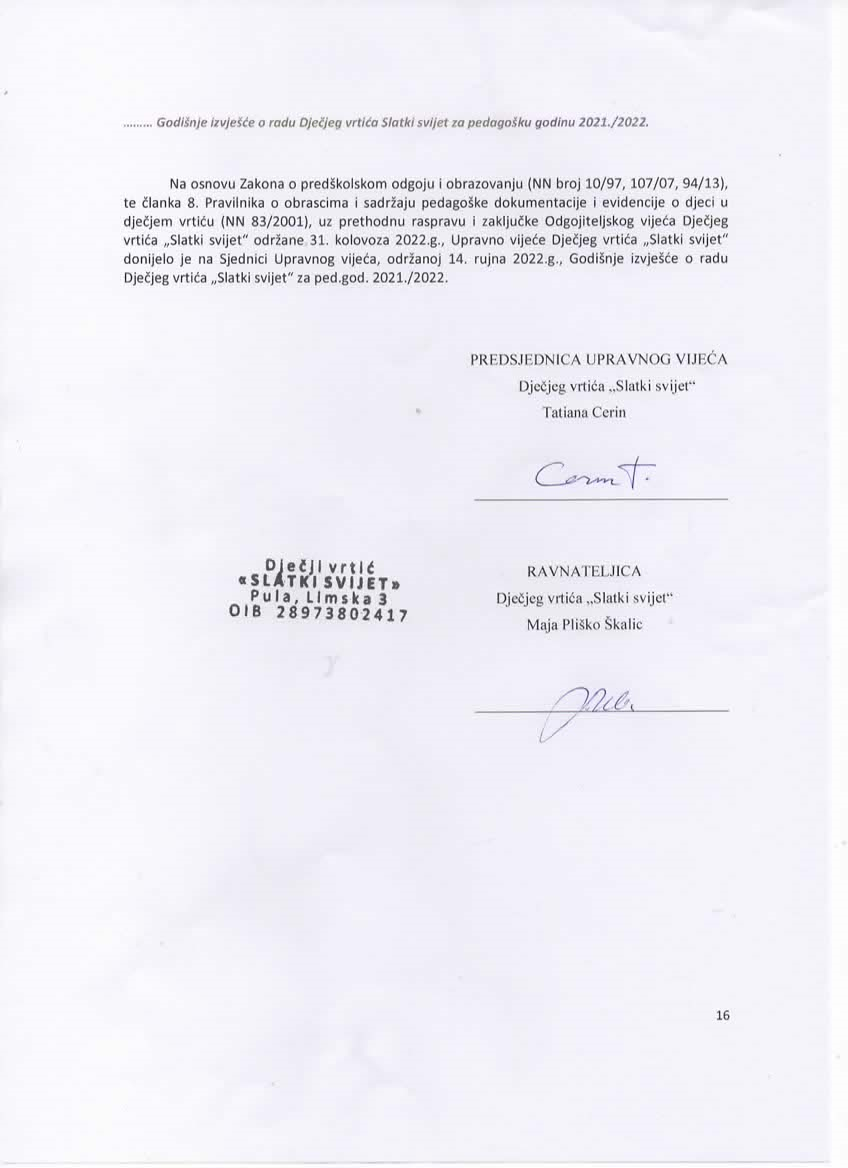 ......... Godišnje izvješće o radu Dječjeg vrtića Slatki svijet za pedagošku godinu 2021./2022.
Na osnovu Zakona o predškolskom odgoju i obrazovanju (NN broj 10/97, 107/07, 94/13),
te članka 8. Pravilnika o obrascima i sadržaju pedagoške dokumentacije i evidencije o djeci u
dječjem vrtiću (NN 83/2001), uz prethodnu raspravu i zaključke Odgojiteljskog vijeća Dječjeg
vrtića „Slatki svijet“ održane 31. kolovoza 2022.g., Upravno vijeće Dječjeg vrtića „Slatki svijet“
donijelo je na Sjednici Upravnog vijeća, održanoj 14. rujna 2022.g., Godišnje izvješće o radu
Dječjeg vrtića „Slatki svijet“ za ped.god. 2021./2022.
PREDSJEDNICA UPRAVNOG VIJEĆA
Dječjeg vrtića „Slatki svijet“
Tatiana Cerin
Cerin T.
Dječji vrtić
«SLATKI SVIJET»
Pula, Limska 3
OIB 28973802417
RAVNATELJICA
Dječjeg vrtića „Slatki svijet“
Maja Pliško Škalic
16